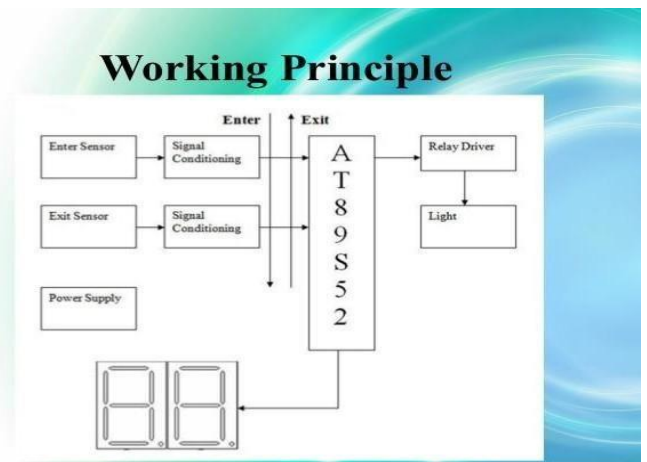 Working Principle
Enter
Exit
Enter Sensor
Signal
Conditioning
A
T
8
9
S
5
2
Relay Driver
Exit Sensor
Signal
Conditioning
Light
Power Supply